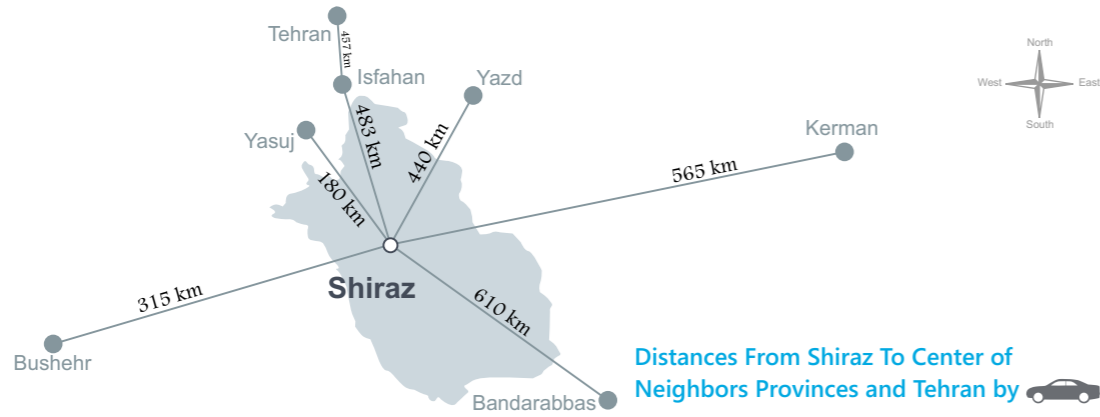 Tehran
457 km
North
West
East
South
Isfahan
Yazd
483 km
Yasuj
440 km
Kerman
180 km
565 km
Shiraz
315 km
610 km
Bushehr
Distances From Shiraz To Center of
Neighbors Provinces and Tehran by
Bandarabbas